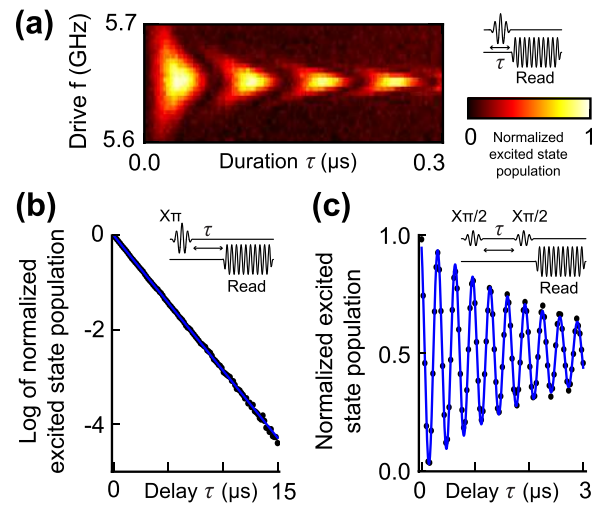 (a)
5.7
Drive f (GHz)
5.6
0.0
Duration τ (µs)
0.3
τ
Read
0
1
Normalized
excited state
population
(b)
Log of normalized
excited state population
0
-2
-4
Xπ
τ
Read
0
Delay τ (µs)
15
(c)
Normalized excited
state population
1.0
0.5
0.0
Xπ/2
τ
Xπ/2
Read
0
Delay τ (µs)
3